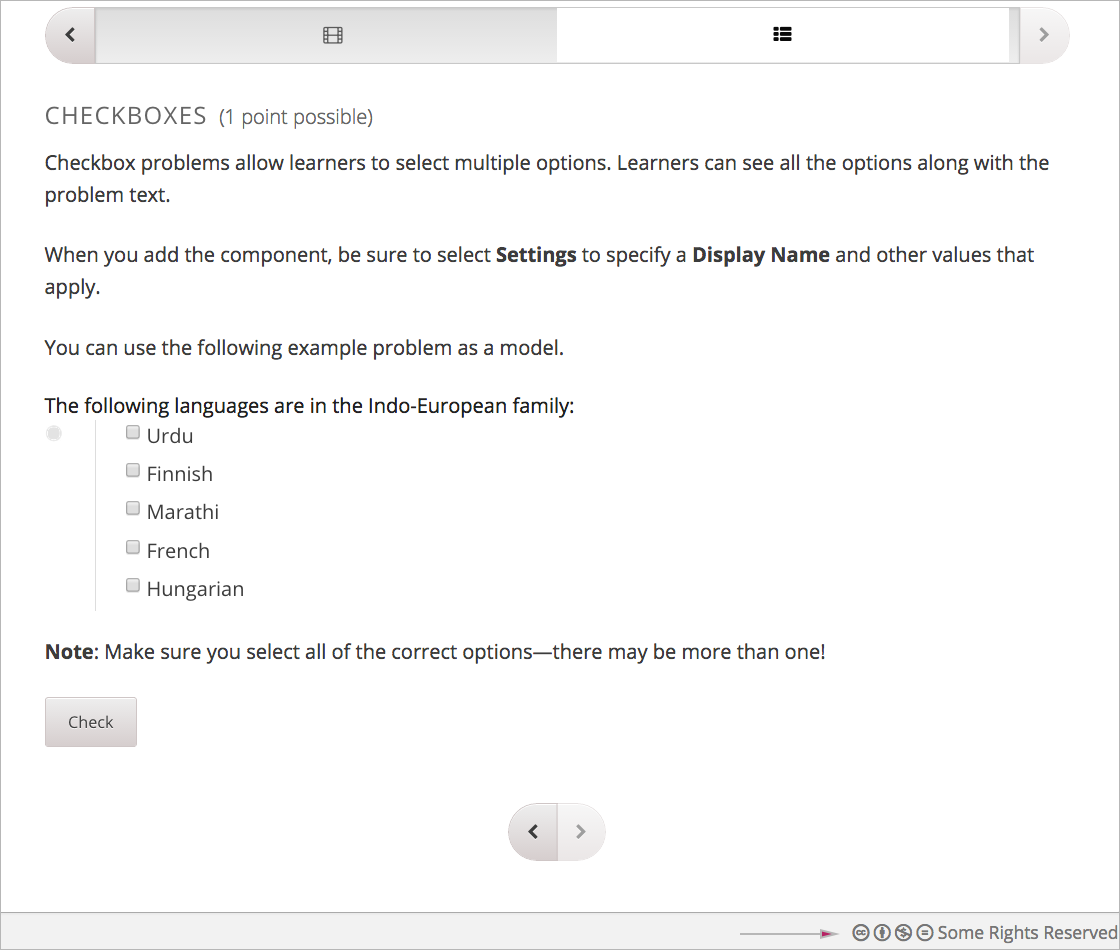 CHECKBOXES (1 point possible)
Checkbox problems allow learners to select multiple options. Learners can see all the options along with the
problem text.
When you add the component, be sure to select Settings to specify a Display Name and other values that
apply.
You can use the following example problem as a model.
The following languages are in the Indo-European family:
Urdu
Finnish
Marathi
French
Hungarian
Note: Make sure you select all of the correct options—there may be more than one!
Check
Some Rights Reserved